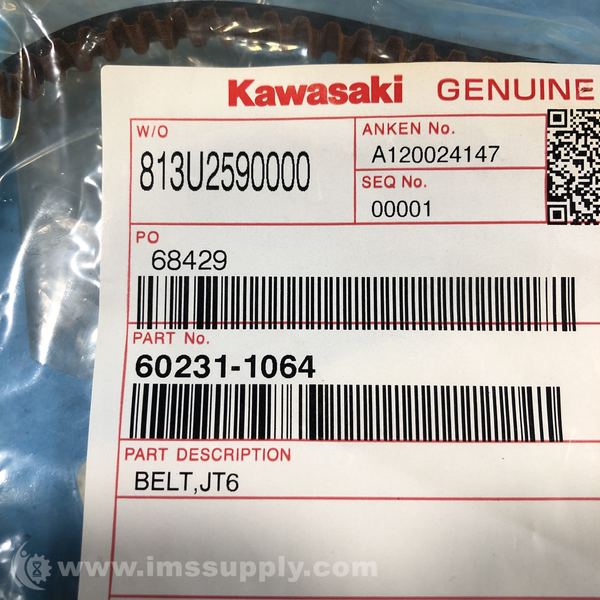 Kawasaki GENUINE
W/O
813U2590000
ANKEN No.
A120024147
SEQ No.
00001
PO
68429
PART No.
60231-1064
PART DESCRIPTION
BELT,JT6
www.imssupply.com